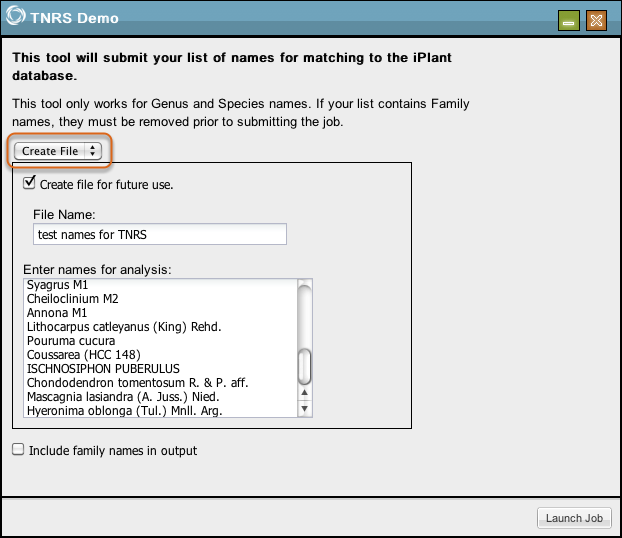 TNRS Demo
This tool will submit your list of names for matching to the iPlant
database.
This tool only works for Genus and Species names. If your list contains Family
names, they must be removed prior to submitting the job.
Create File
Create file for future use.
File Name:
test names for TNRS
Enter names for analysis:
Syagrus M1
Cheiloclinium M2
Annona M1
Lithocarpus catleyanus (King) Rehd.
Pouruma cucura
Coussarea (HCC 148)
ISCHNOSIPHON PUBERULUS
Chondodendron tomentosum R. & P. aff.
Mascagnia lasiandra (A. Juss.) Nied.
Hyeronima oblonga (Tul.) Mnll. Arg.
Include family names in output
Launch Job